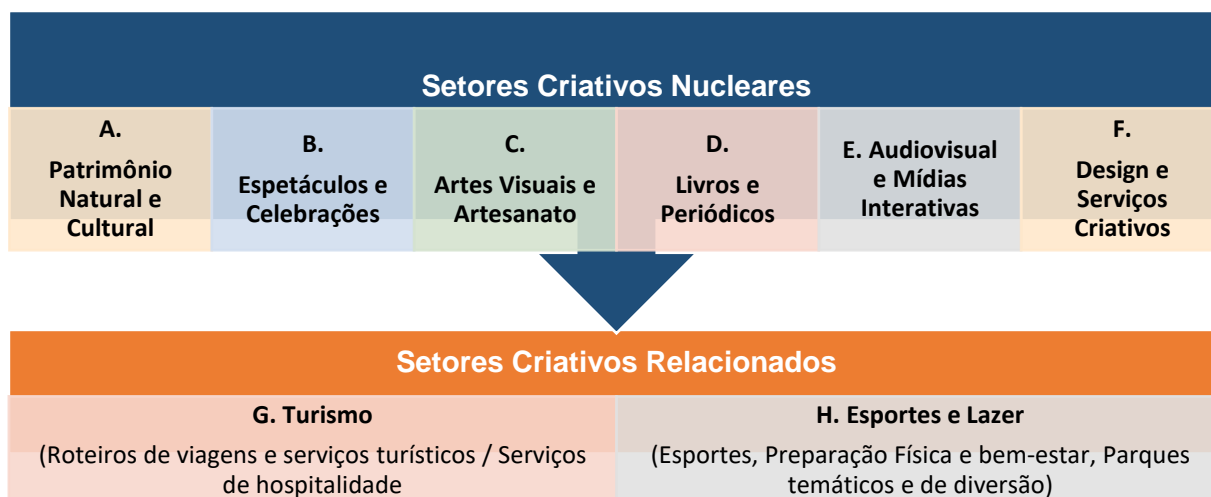 Setores Criativos Nucleares
A.
Patrimônio
Natural e
Cultural
B.
Espetáculos e
Celebrações
C.
Artes Visuais e
Artesanato
D.
Livros e
Periódicos
E. Audiovisual
e Mídias
Interativas
F.
Design e
Serviços
Criativos
Setores Criativos Relacionados
G. Turismo
(Roteiros de viagens e serviços turísticos / Serviços
de hospitalidade
H. Esportes e Lazer
(Esportes, Preparação Física e bem-estar, Parques
temáticos e de diversão)